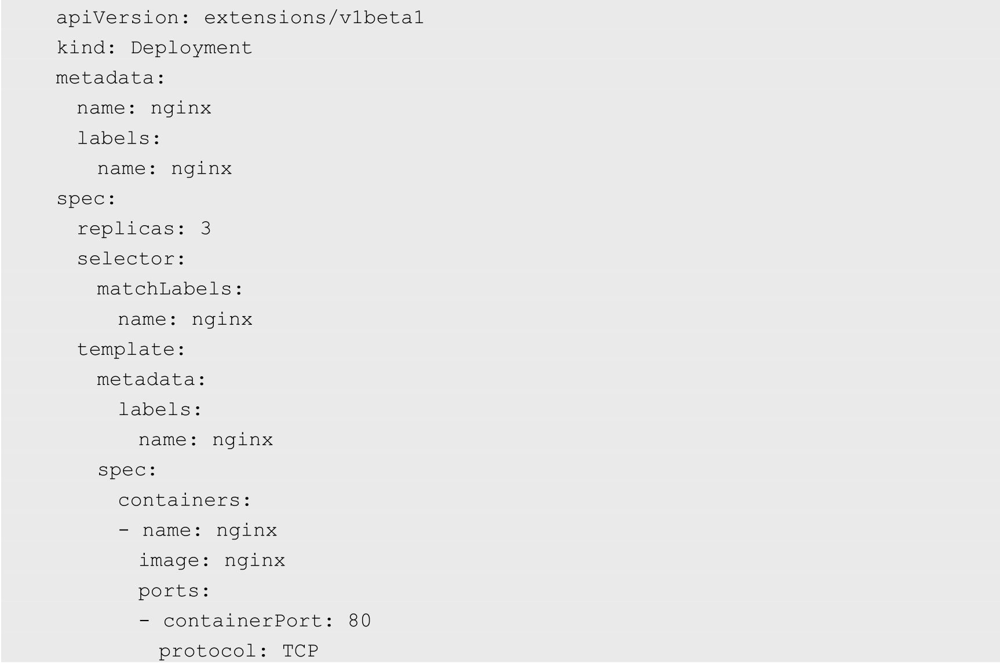 apiVersion: extensions/v1beta1
kind: Deployment
metadata:
  name: nginx
  labels:
    name: nginx
spec:
  replicas: 3
  selector:
    matchLabels:
      name: nginx
  template:
    metadata:
      labels:
        name: nginx
    spec:
      containers:
      - name: nginx
        image: nginx
        ports:
        - containerPort: 80
          protocol: TCP